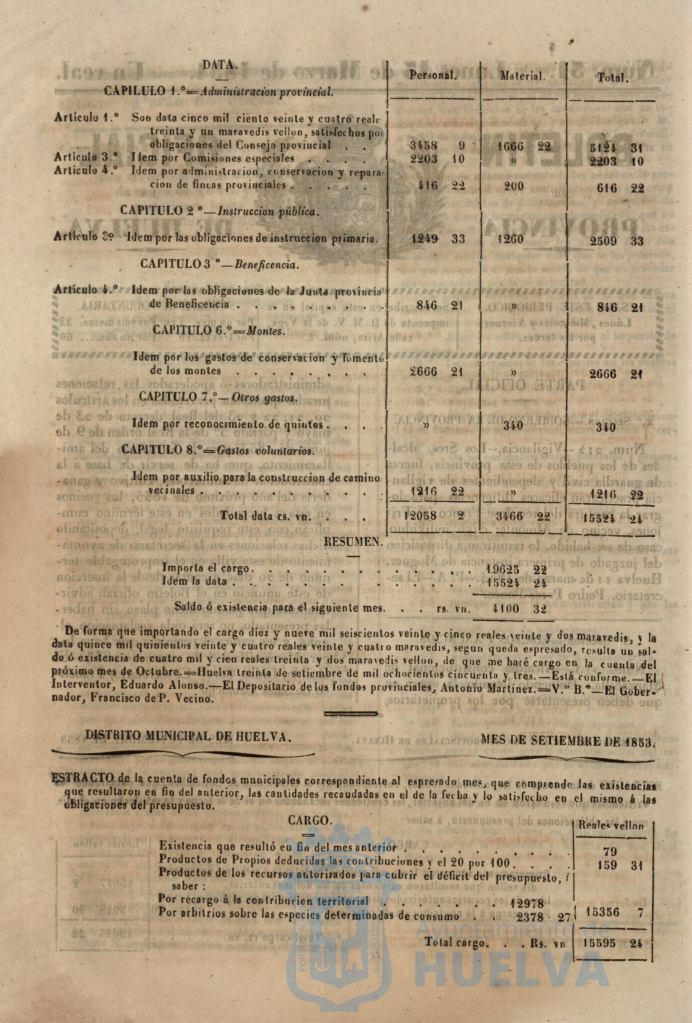 DATA.
Personal. Material. Total.
CAPILULO 1.º=Administracion provincial.
Articulo 1.º Son data cinco mil ciento veinte y cuatro reale
treinta y un maravedis vellon, satisfechos por
obligaciones del Consejo provincial . . 3458 9 1666 22 5124 31
Articulo 3.º Idem por Comisiones especiales . . . . 2203 10 » 2203 10
Articulo 4.º Idem por administracion, conservacion y repara
cion de fincas provinciales . . . . . 416 22 200 616 22
CAPITULO 2 º—Instruccion pública.
Articulo 3º Idem por las obligaciones de instruccion primaria. 1249 33 1260 2509 33
CAPITULO 3 º—Beneficencia.
Articulo 4.º Idem por las obligaciones de la Junta provincia
de Beneficencia . . . . . . . . 846 21 » 846 21
CAPITULO 6.º=Montes.
Idem por los gastos de conservacion y fomento
de los montes . . . . . . . . 2666 21 » 2666 21
CAPITULO 7.º—Otros gastos.
Idem por reconocimiento de quintos . . . . » 340 340
CAPITULO 8.º=Gastos voluntarios.
Idem por auxilio para la construccion de camino
vecinales . . . . . . . . . . 1216 22 » 1216 22
Total data rs. vn. . . . 12058 2 3466 22 15524 24
RESUMEN.
Importa el cargo. . . . . . . . . . . . 19625 22
Idem la data . . . . . . . . . . . . . 15524 24
Saldo ó existencia para el siguiente mes. . . rs. vn. 4100 32
De forma que importando el cargo diez y nueve mil seiscientos veinte y cinco reales veinte y dos maravedis, y la
data quince mil quinientos veinte y cuatro reales veinte y cuatro maravedis, segun queda espresado, resulta un sal-
do ó existencia de cuatro mil y cien reales treinta y dos maravedis vellon, de que me haré cargo en la cuenta del
próximo mes de Octubre.=Huelva treinta de setiembre de mil ochocientos cincuenta y tres.—Está conforme.—El
Interventor, Eduardo Alonso.—El Depositario de los fondos provinciales, Antonio Martinez.=V.º B.º—El Gober-
nador, Francisco de P. Vecino.
DISTRITO MUNICIPAL DE HUELVA. MES DE SETIEMBRE DE 1853.
ESTRACTO de la cuenta de fondos municipales correspondiente al espresado mes, que comprende las existencias
que resultaron en fin del anterior, las cantidades recaudadas en el de la fecha y lo satisfecho en el mismo á las
obligaciones del presupuesto.
CARGO. Reales vellon
Existencia que resultó en fin del mes anterior . . . . . . . . . . 79
Productos de Propios deducidas las contribuciones y el 20 por 100. . . . 159 31
Productos de los recursos autorizados para cubrir el déficit del presupuesto, á
saber :
Por recargo á la contribucion territorial . . . . . . . 12978
Por arbitrios sobre las especies determinadas de consumo . . 2378 27 15356 7
Total cargo. . . Rs. vn 15595 24
Ayuntamiento de
HUELVA